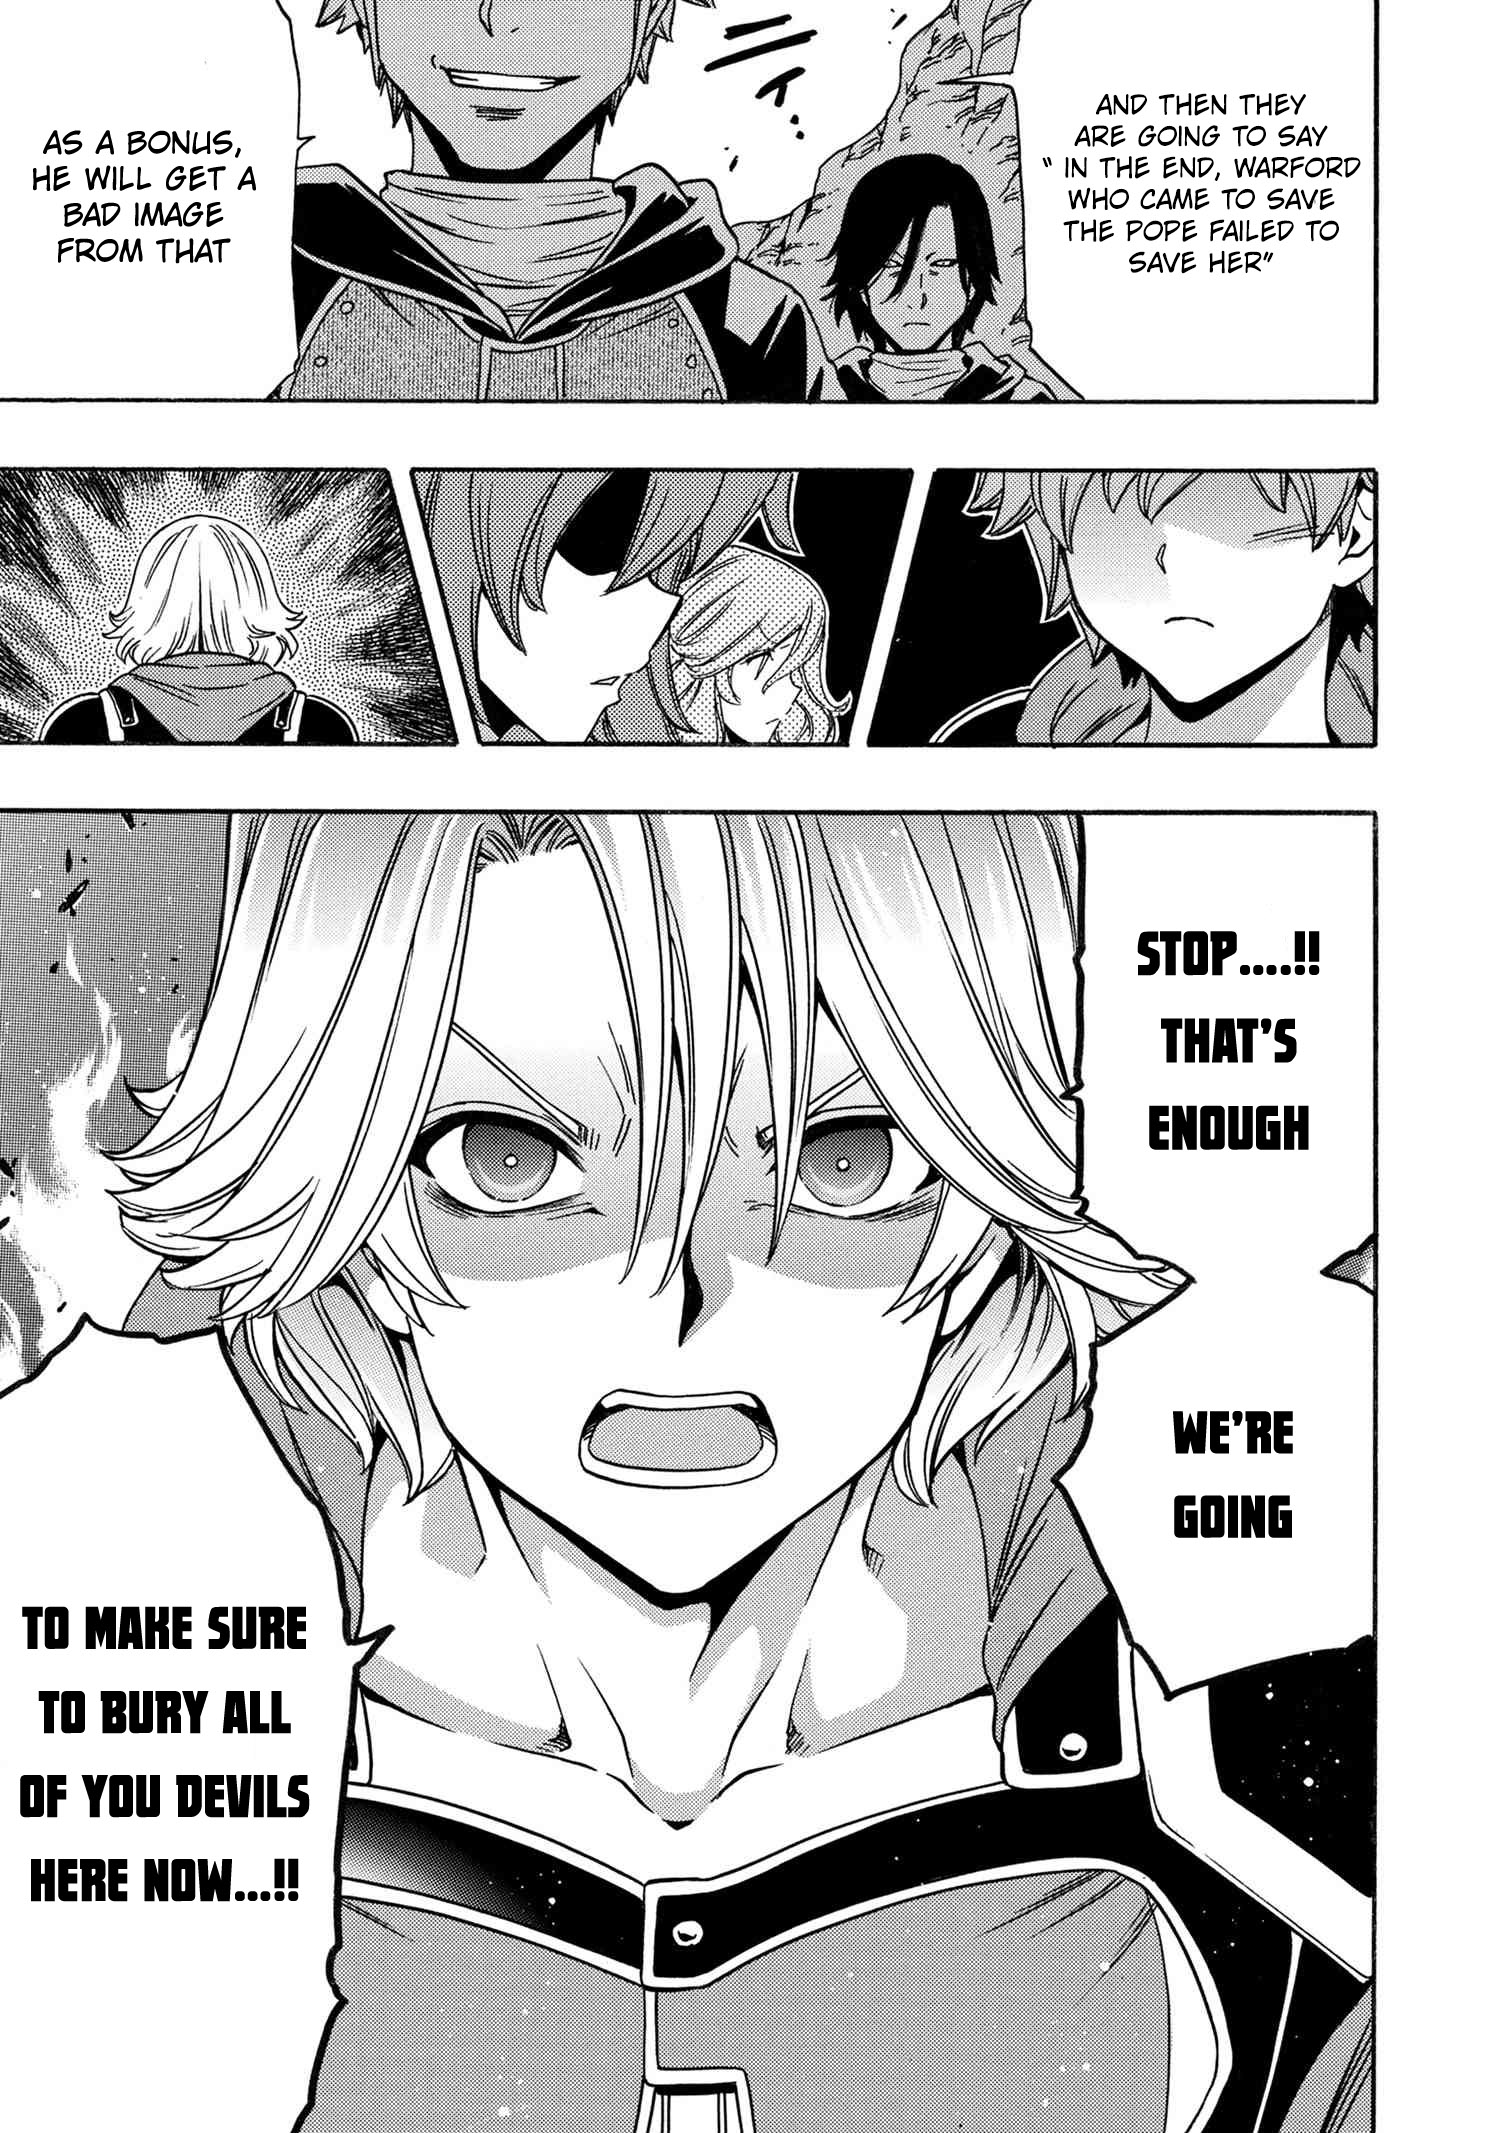 AND THEN THEY
ARE GOING TO SAY
" IN THE END, WARFORD
WHO CAME TO SAVE
THE POPE FAILED TO
SAVE HER"
ニィ…
AS A BONUS,
HE WILL GET A
BAD IMAGE
FROM THAT
STOP....!!
THAT'S
ENOUGH
WE'RE
GOING
TO MAKE SURE
TO BURY ALL
OF YOU DEVILS
HERE NOW...!!